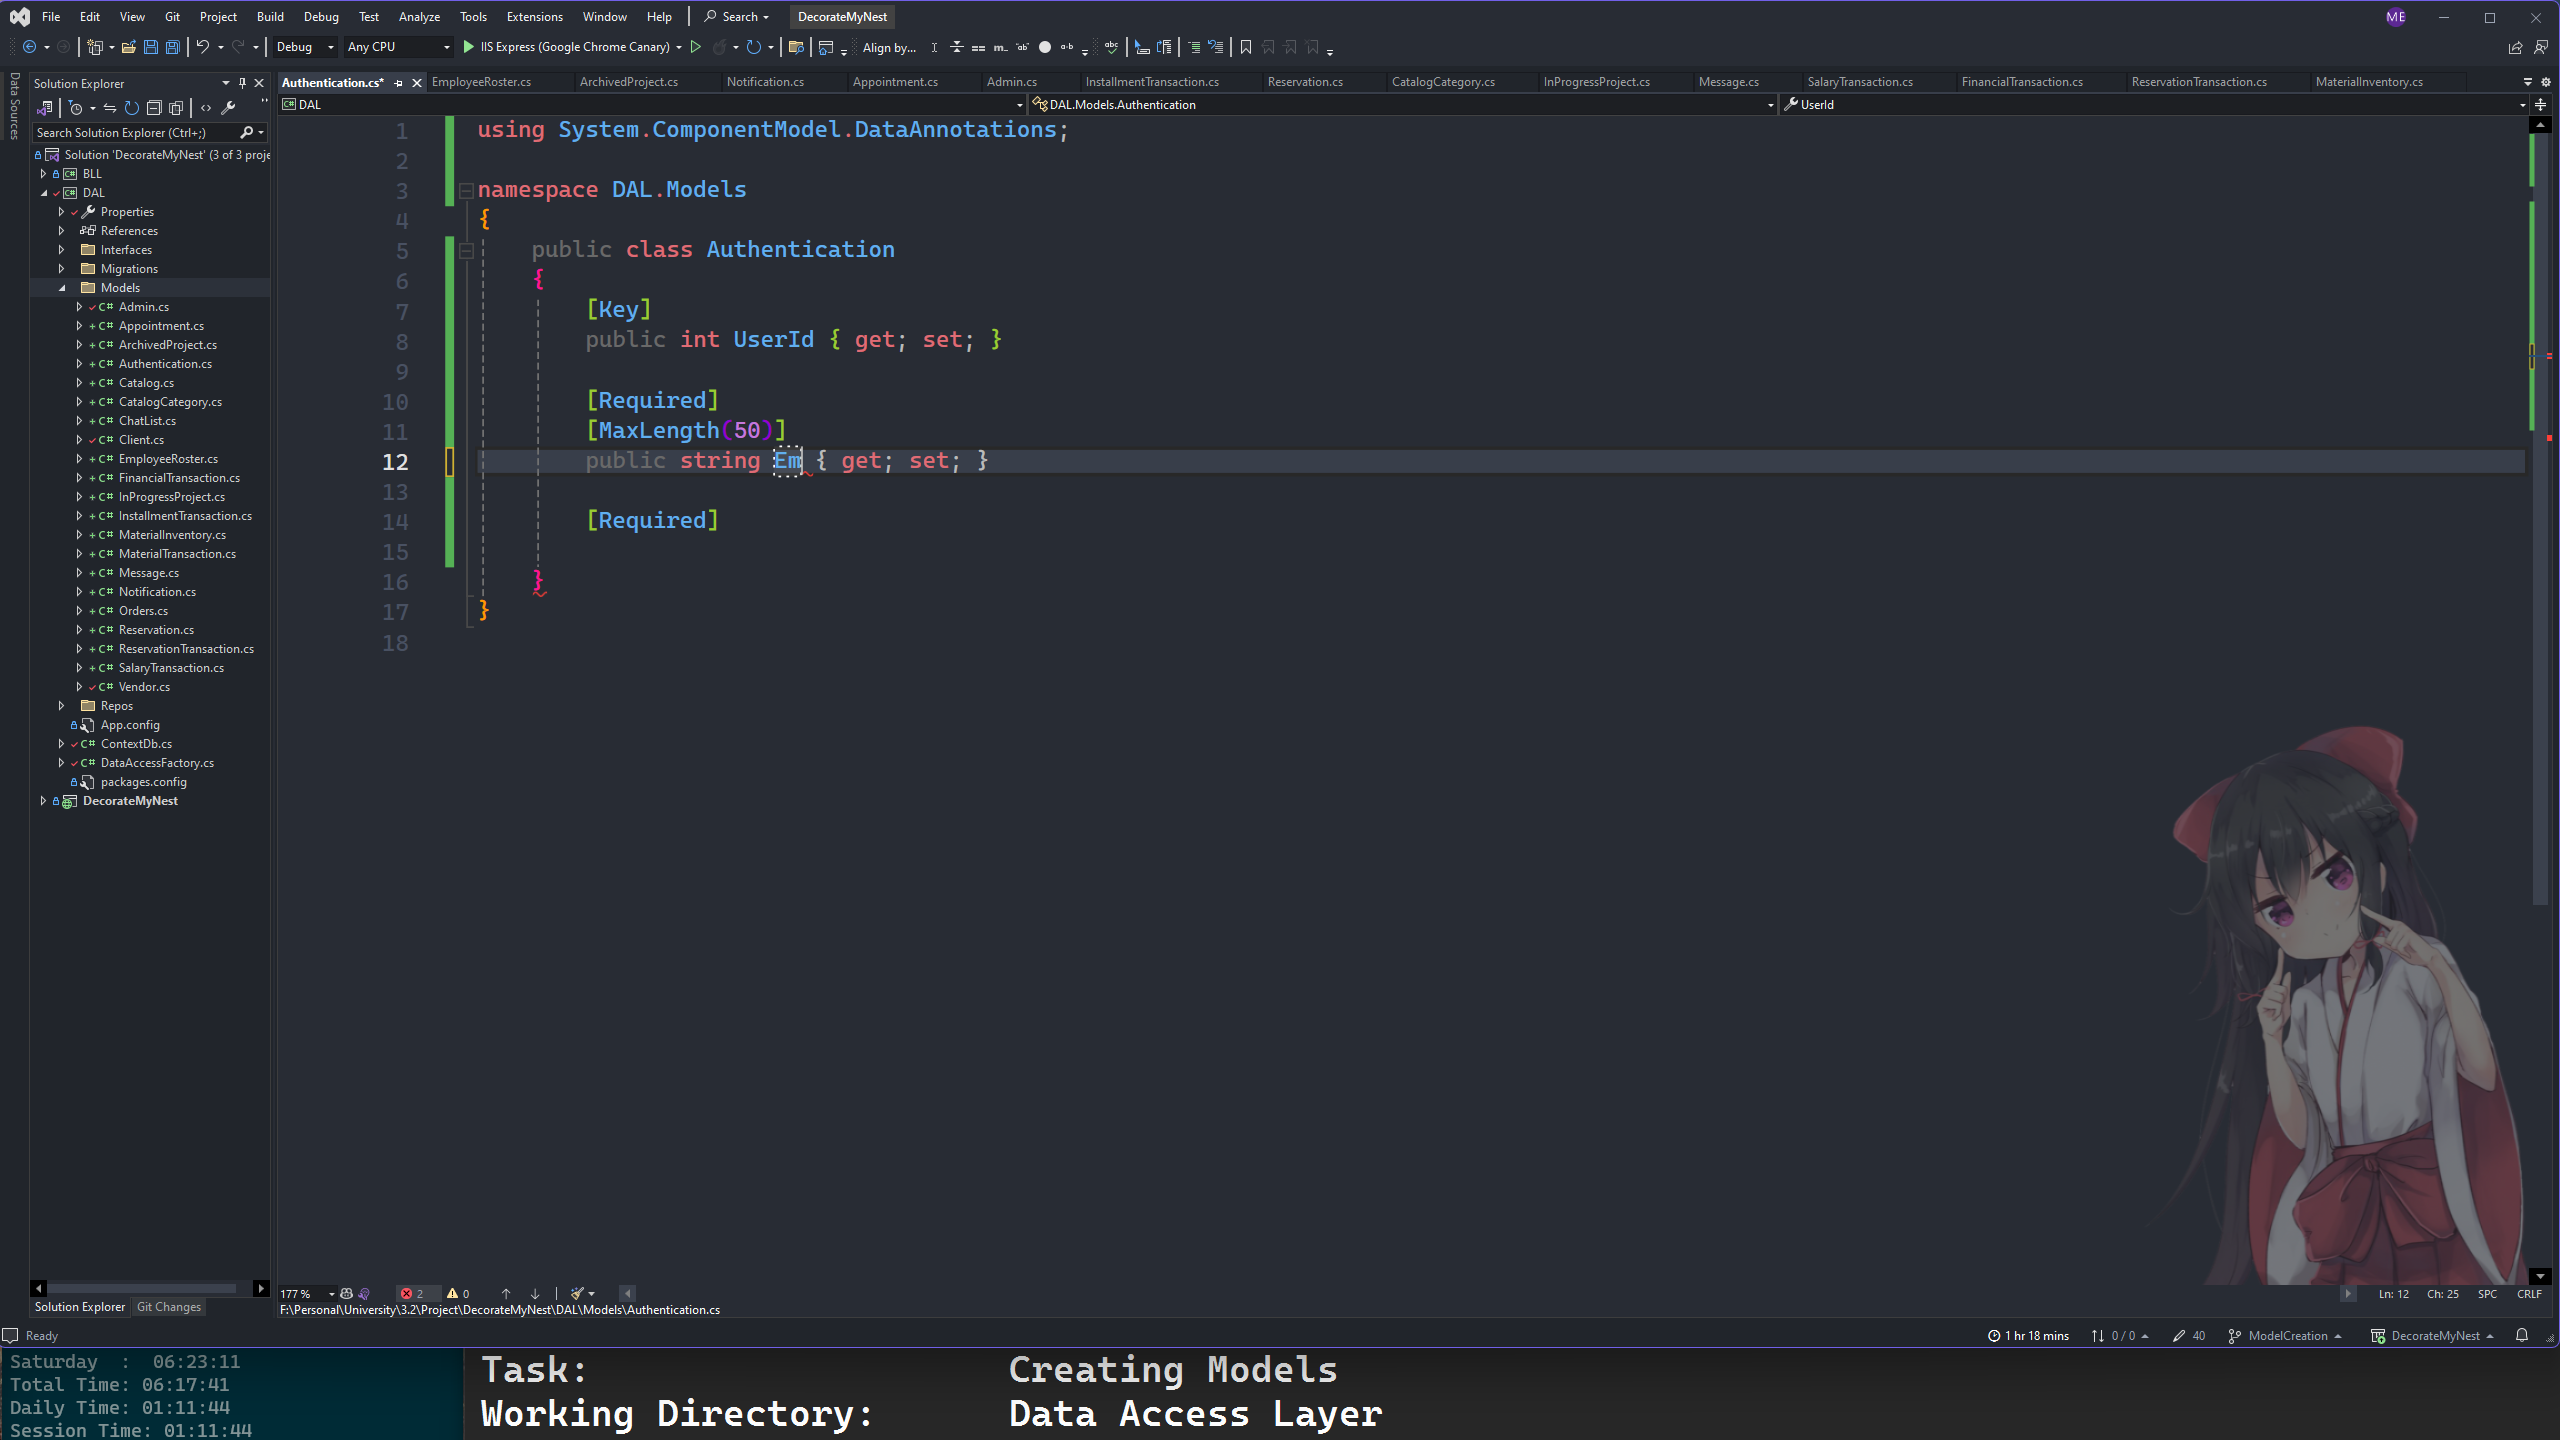 File Edit View Git Project Build Debug Test Analyze Tools Extensions Window Help Search DecorateMyNest ME
Debug Any CPU IIS Express (Google Chrome Canary) Align by...
Data Sources
Solution Explorer
Search Solution Explorer (Ctrl+;)
Solution 'DecorateMyNest' (3 of 3 proje
BLL
DAL
Properties
References
Interfaces
Migrations
Models
C# Admin.cs
C# Appointment.cs
C# ArchivedProject.cs
C# Authentication.cs
C# Catalog.cs
C# CatalogCategory.cs
C# ChatList.cs
C# Client.cs
C# EmployeeRoster.cs
C# FinancialTransaction.cs
C# InProgressProject.cs
C# InstallmentTransaction.cs
C# MaterialInventory.cs
C# MaterialTransaction.cs
C# Message.cs
C# Notification.cs
C# Orders.cs
C# Reservation.cs
C# ReservationTransaction.cs
C# SalaryTransaction.cs
C# Vendor.cs
Repos
App.config
C# ContextDb.cs
C# DataAccessFactory.cs
packages.config
DecorateMyNest
Solution Explorer Git Changes
Authentication.cs* EmployeeRoster.cs ArchivedProject.cs Notification.cs Appointment.cs Admin.cs InstallmentTransaction.cs Reservation.cs CatalogCategory.cs InProgressProject.cs Message.cs SalaryTransaction.cs FinancialTransaction.cs ReservationTransaction.cs MaterialInventory.cs
DAL DAL.Models.Authentication UserId
1 using System.ComponentModel.DataAnnotations;
2
3 namespace DAL.Models
4 {
5 public class Authentication
6 {
7 [Key]
8 public int UserId { get; set; }
9
10 [Required]
11 [MaxLength(50)]
12 public string Em { get; set; }
13
14 [Required]
15
16 }
17 }
18
177 % 2 0 Ln: 12 Ch: 25 SPC CRLF
F:\Personal\University\3.2\Project\DecorateMyNest\DAL\Models\Authentication.cs
Ready 1 hr 18 mins 0 / 0 40 ModelCreation DecorateMyNest
Saturday : 06:23:11
Total Time: 06:17:41
Daily Time: 01:11:44
Session Time: 01:11:44
Task: Creating Models
Working Directory: Data Access Layer